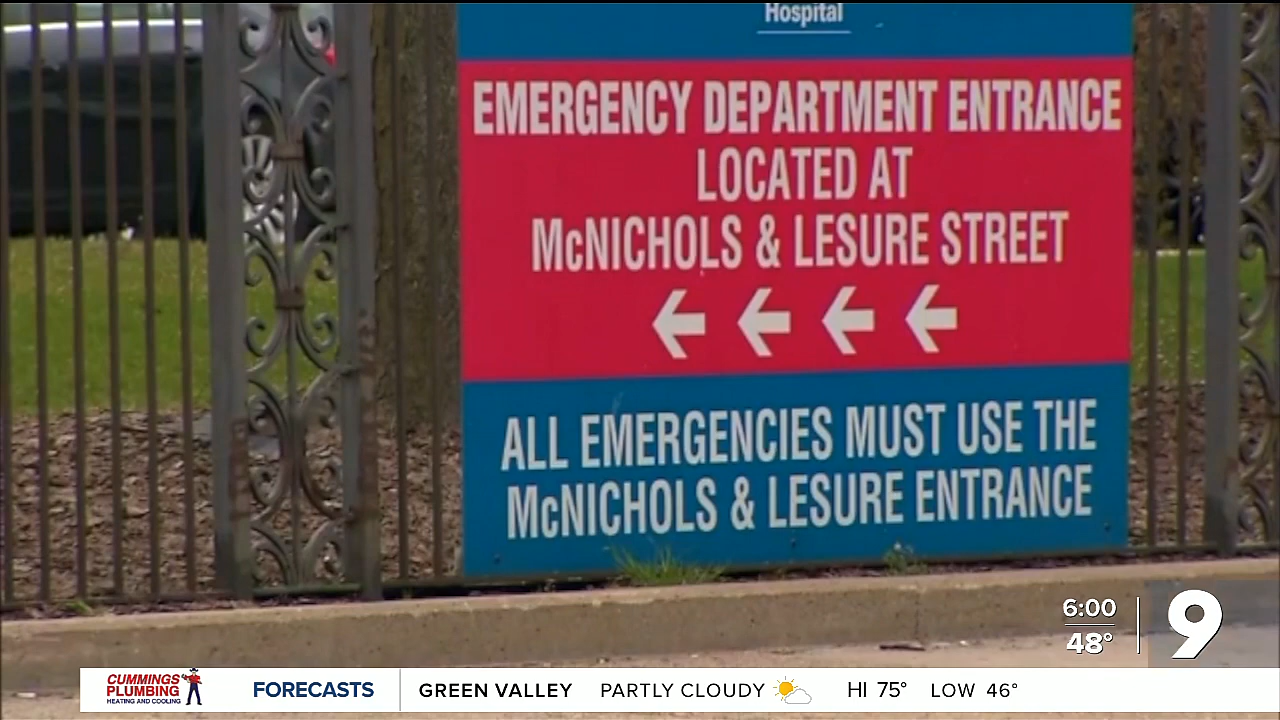 Hospital
EMERGENCY DEPARTMENT ENTRANCE
LOCATED AT
McNICHOLS & LESURE STREET
ALL EMERGENCIES MUST USE THE
McNICHOLS & LESURE ENTRANCE
6:00
48°
9
CUMMINGS
PLUMBING
HEATING AND COOLING
FORECASTS
GREEN VALLEY PARTLY CLOUDY HI 75° LOW 46°